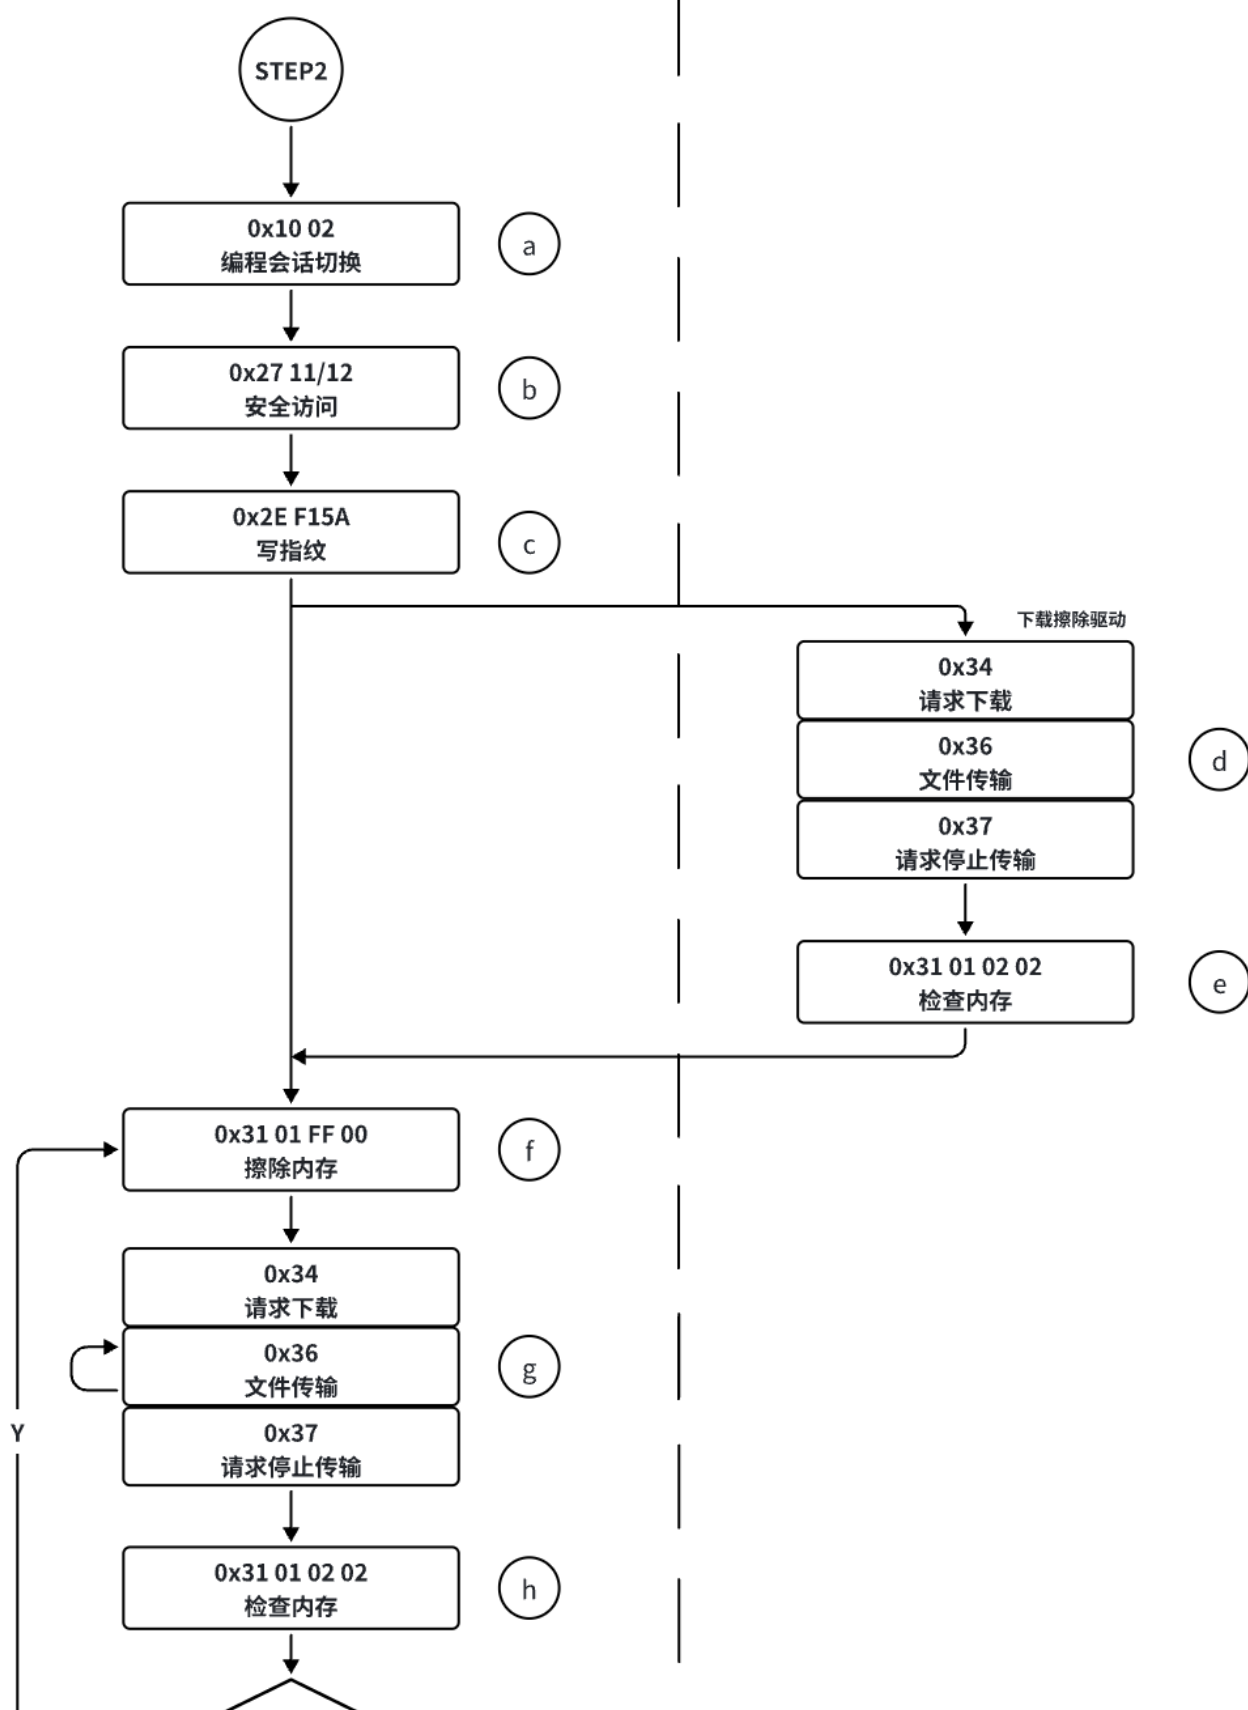 STEP2
0x10 02
编程会话切换
a
0x27 11/12
安全访问
b
0x2E F15A
写指纹
c
下载擦除驱动
0x34
请求下载
0x36
文件传输
d
0x37
请求停止传输
0x31 01 02 02
检查内存
e
0x31 01 FF 00
擦除内存
f
0x34
请求下载
0x36
文件传输
g
0x37
请求停止传输
Y
0x31 01 02 02
检查内存
h